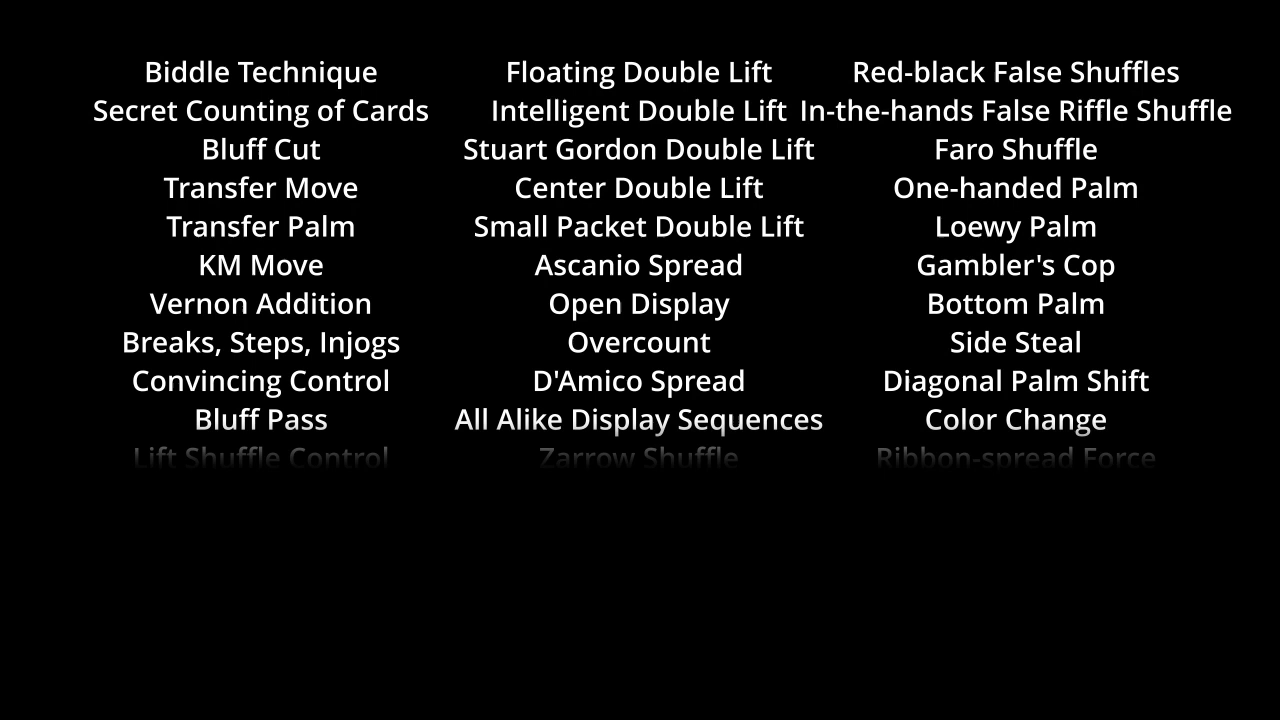 Biddle Technique
Secret Counting of Cards
Bluff Cut
Transfer Move
Transfer Palm
KM Move
Vernon Addition
Breaks, Steps, Injogs
Convincing Control
Bluff Pass
Lift Shuffle Control
Floating Double Lift
Intelligent Double Lift
Stuart Gordon Double Lift
Center Double Lift
Small Packet Double Lift
Ascanio Spread
Open Display
Overcount
D'Amico Spread
All Alike Display Sequences
Zarrow Shuffle
Red-black False Shuffles
In-the-hands False Riffle Shuffle
Faro Shuffle
One-handed Palm
Loewy Palm
Gambler's Cop
Bottom Palm
Side Steal
Diagonal Palm Shift
Color Change
Ribbon-spread Force